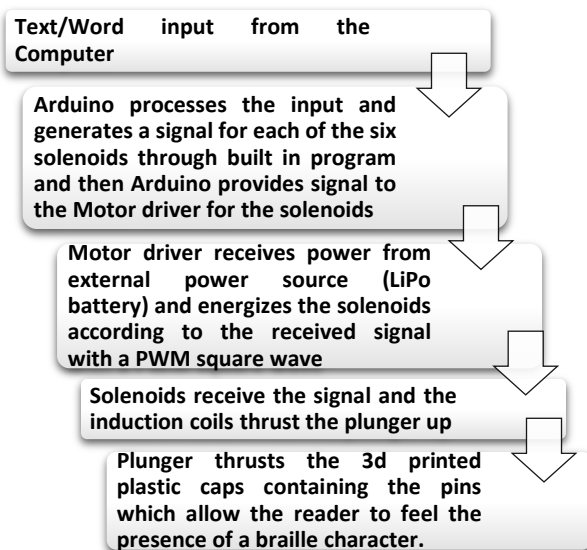 Text/Word input from the
Computer
Arduino processes the input and
generates a signal for each of the six
solenoids through built in program
and then Arduino provides signal to
the Motor driver for the solenoids
Motor driver receives power from
external power source (LiPo
battery) and energizes the solenoids
according to the received signal
with a PWM square wave
Solenoids receive the signal and the
induction coils thrust the plunger up
Plunger thrusts the 3d printed
plastic caps containing the pins
which allow the reader to feel the
presence of a braille character.